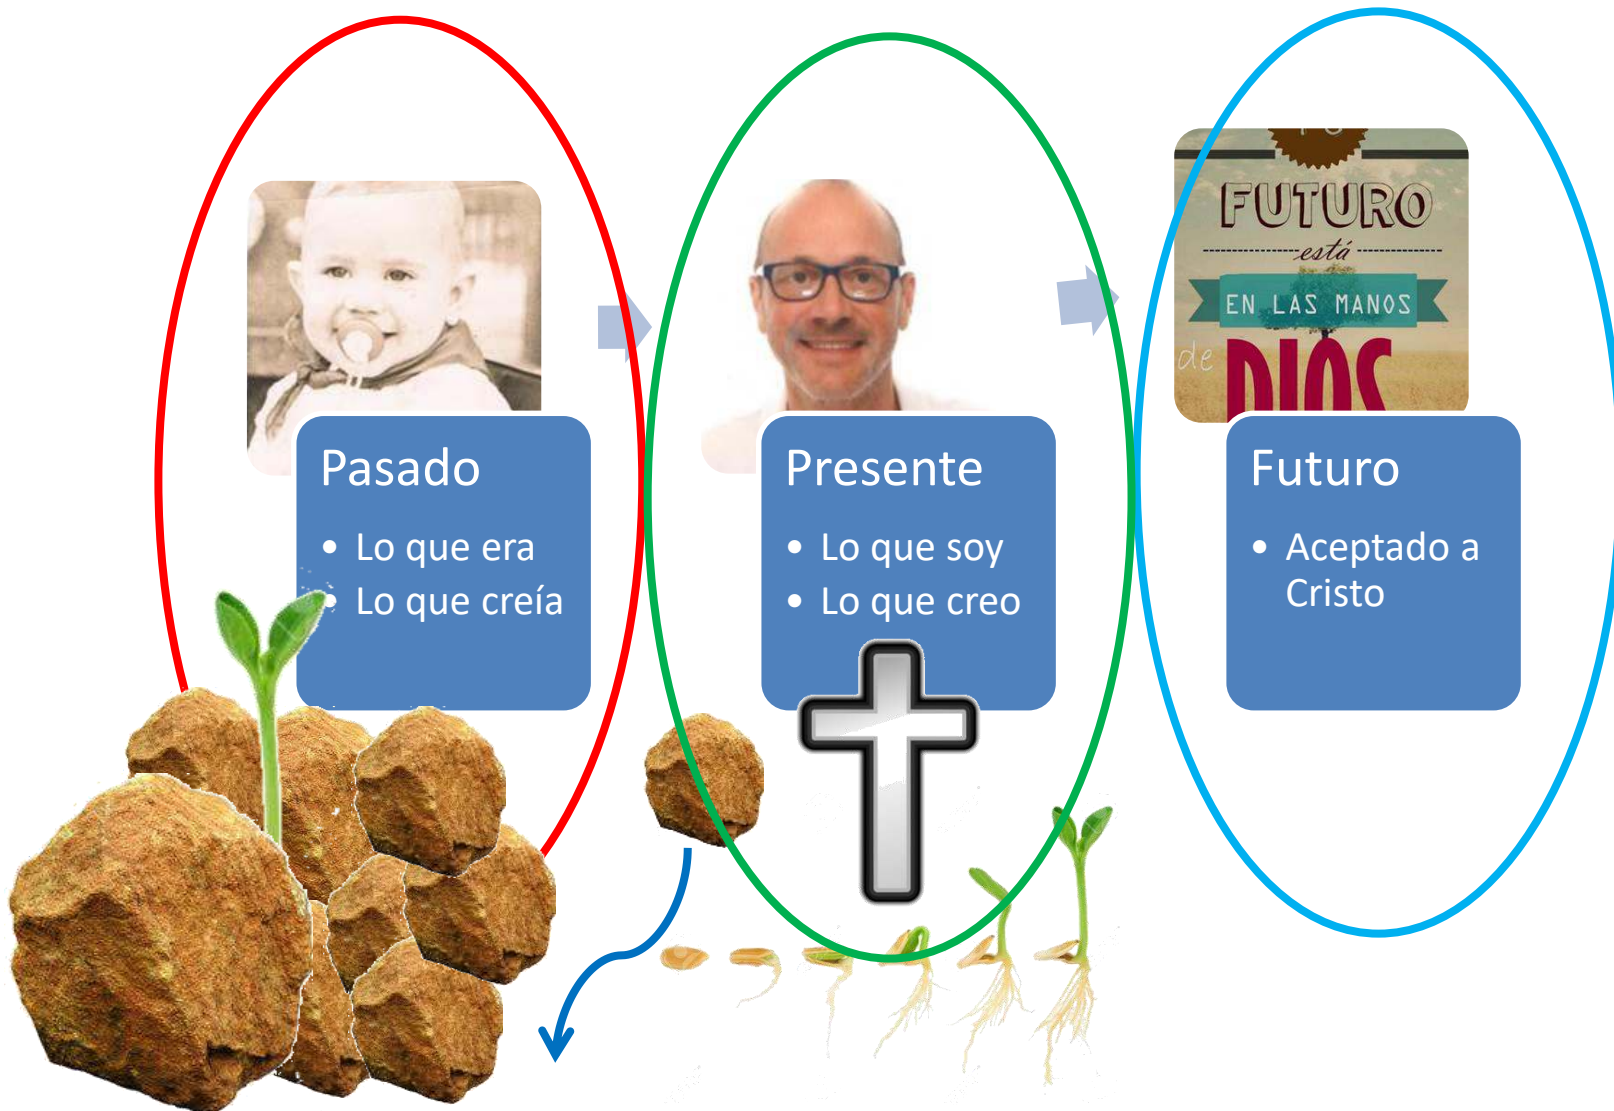 Pasado
• Lo que era
• Lo que creía
Presente
• Lo que soy
• Lo que creo
FUTURO
está
EN LAS MANOS
de DIOS
Futuro
• Aceptado a
Cristo